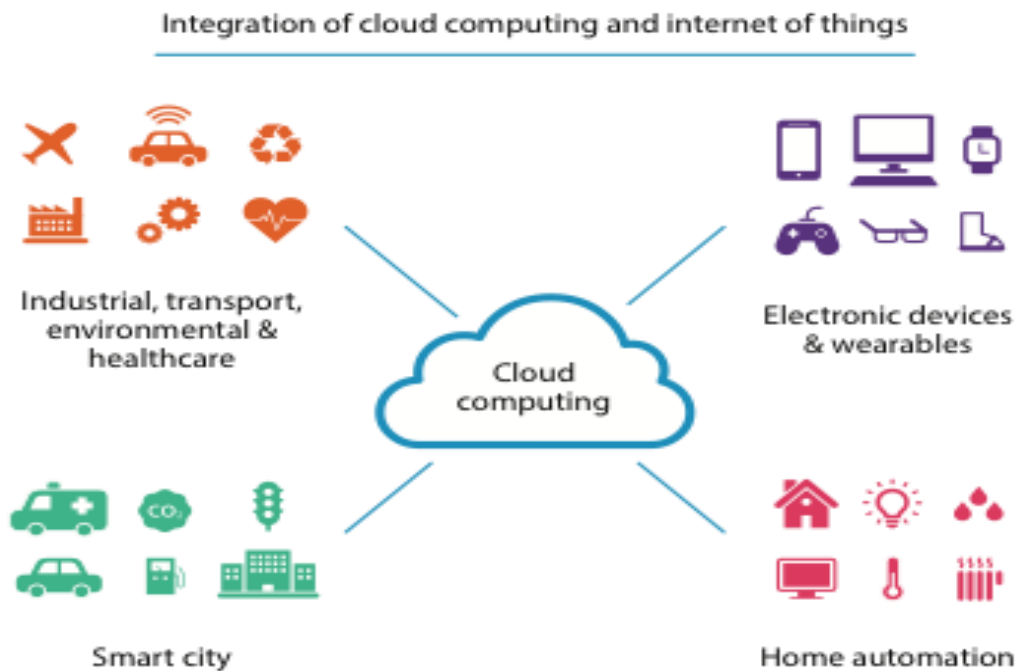 Integration of cloud computing and internet of things
Industrial, transport,
environmental &
healthcare
Electronic devices
& wearables
Cloud
computing
CO₂
Smart city
Home automation